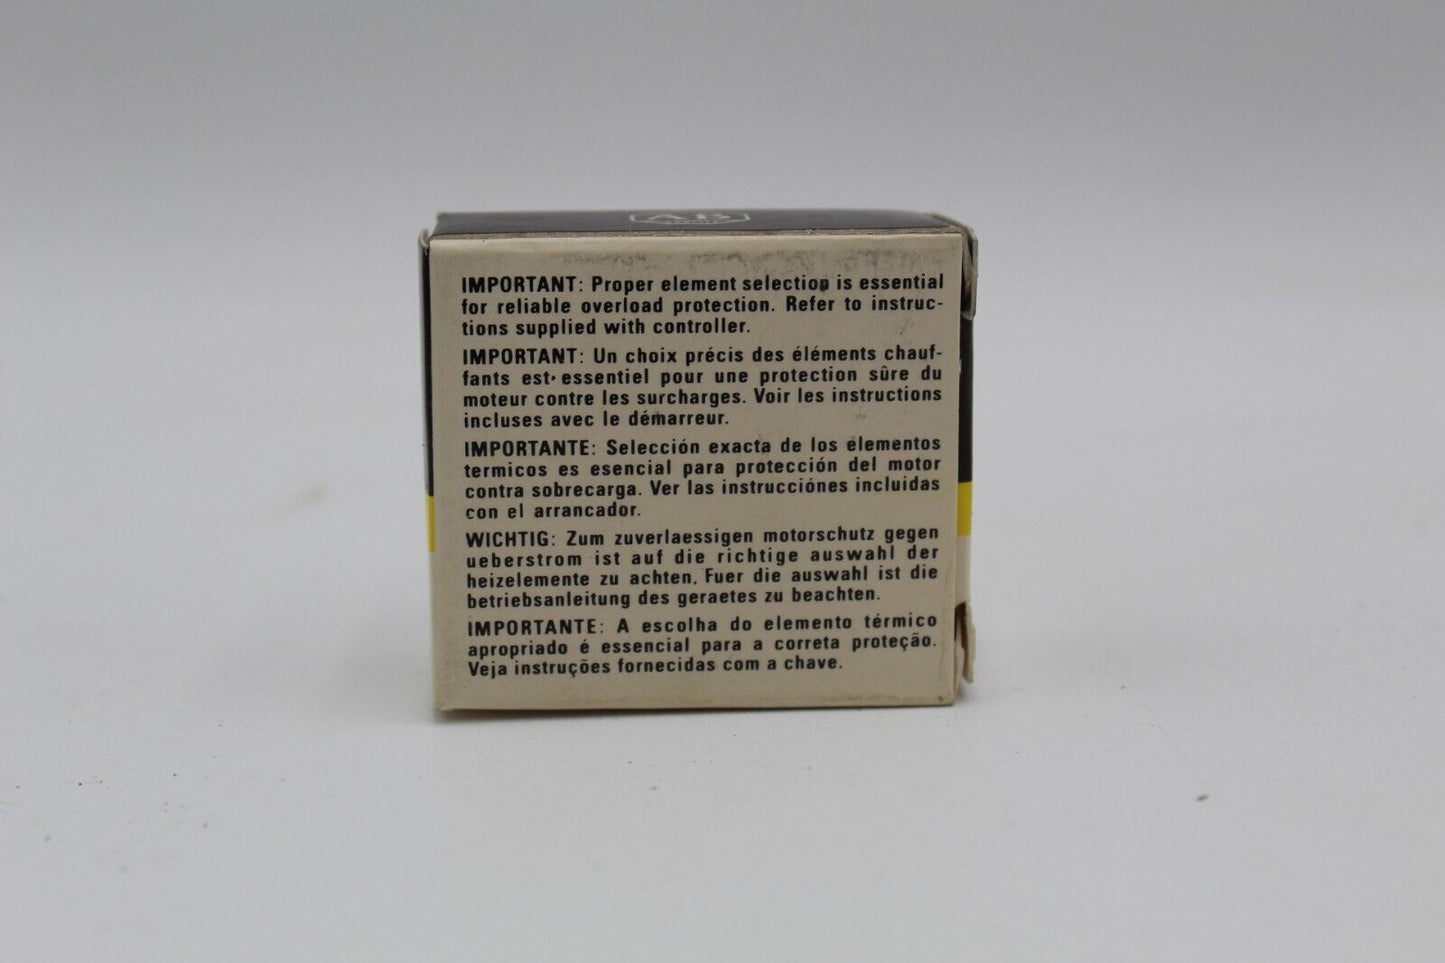 AB
IMPORTANT: Proper element selection is essential
for reliable overload protection. Refer to instruc-
tions supplied with controller.
IMPORTANT: Un choix précis des éléments chauf-
fants est essentiel pour une protection sûre du
moteur contre les surcharges. Voir les instructions
incluses avec le démarreur.
IMPORTANTE: Selección exacta de los elementos
termicos es esencial para protección del motor
contra sobrecarga. Ver las instrucciónes incluidas
con el arrancador.
WICHTIG: Zum zuverlaessigen motorschutz gegen
ueberstrom ist auf die richtige auswahl der
heizelemente zu achten. Fuer die auswahl ist die
betriebsanleitung des geraetes zu beachten.
IMPORTANTE: A escolha do elemento térmico
apropriado é essencial para a correta proteção.
Veja instruções fornecidas com a chave.